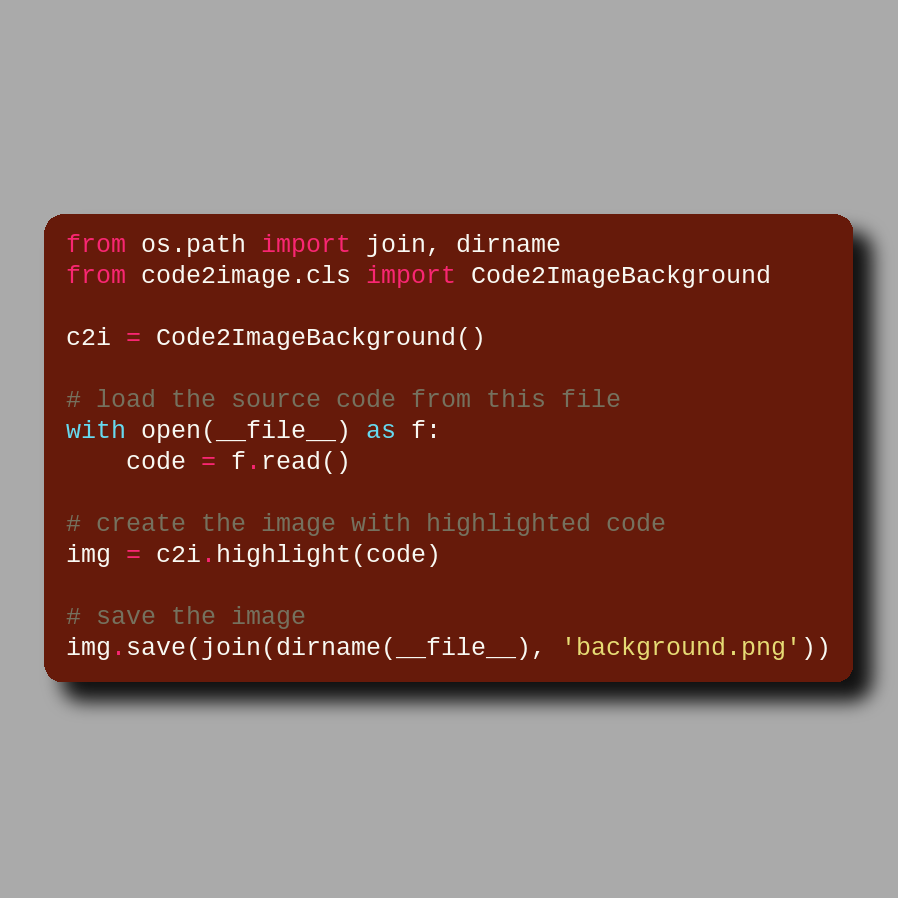 from os.path import join, dirname
from code2image.cls import Code2ImageBackground

c2i = Code2ImageBackground()

# load the source code from this file
with open(__file__) as f:
    code = f.read()

# create the image with highlighted code
img = c2i.highlight(code)

# save the image
img.save(join(dirname(__file__), 'background.png'))